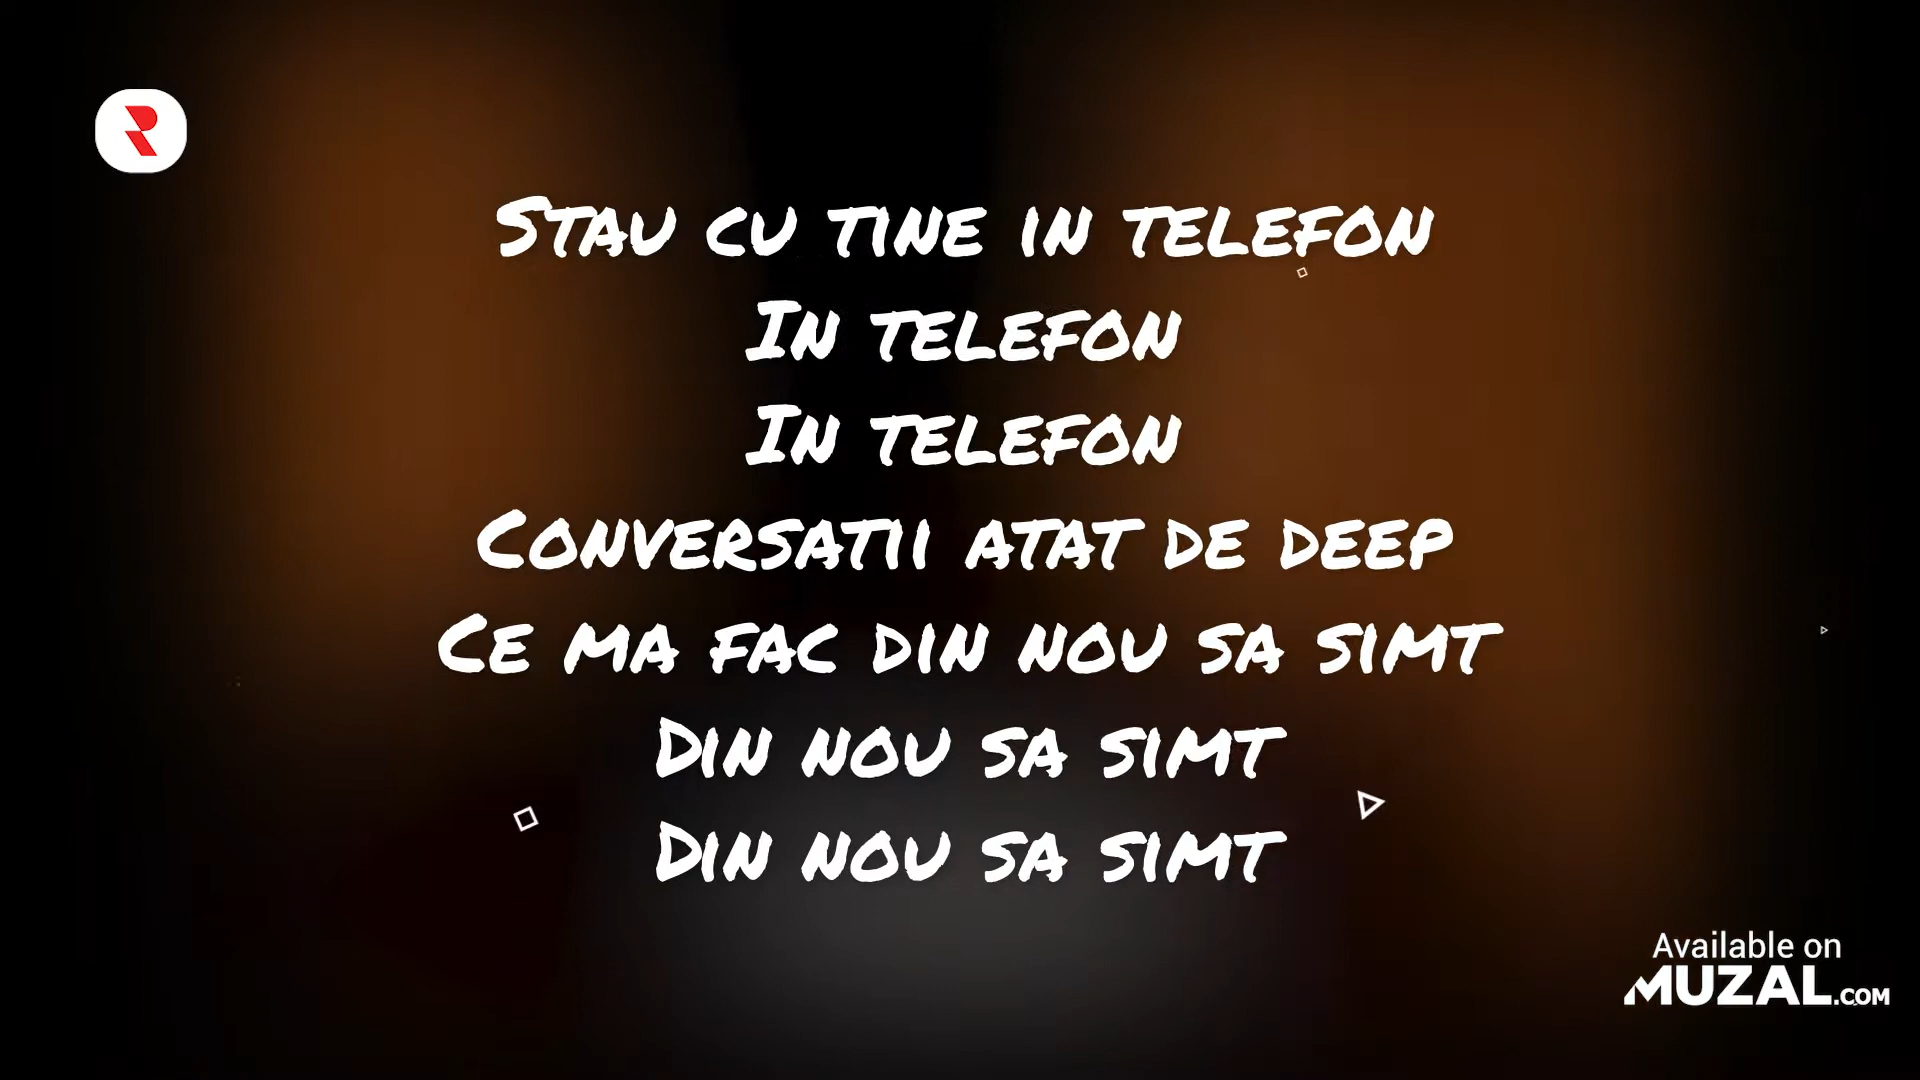 Stau cu tine in telefon
In telefon
In telefon
Conversatii atat de deep
Ce ma fac din nou sa simt
Din nou sa simt
Din nou sa simt
Available on
MUZAL.COM